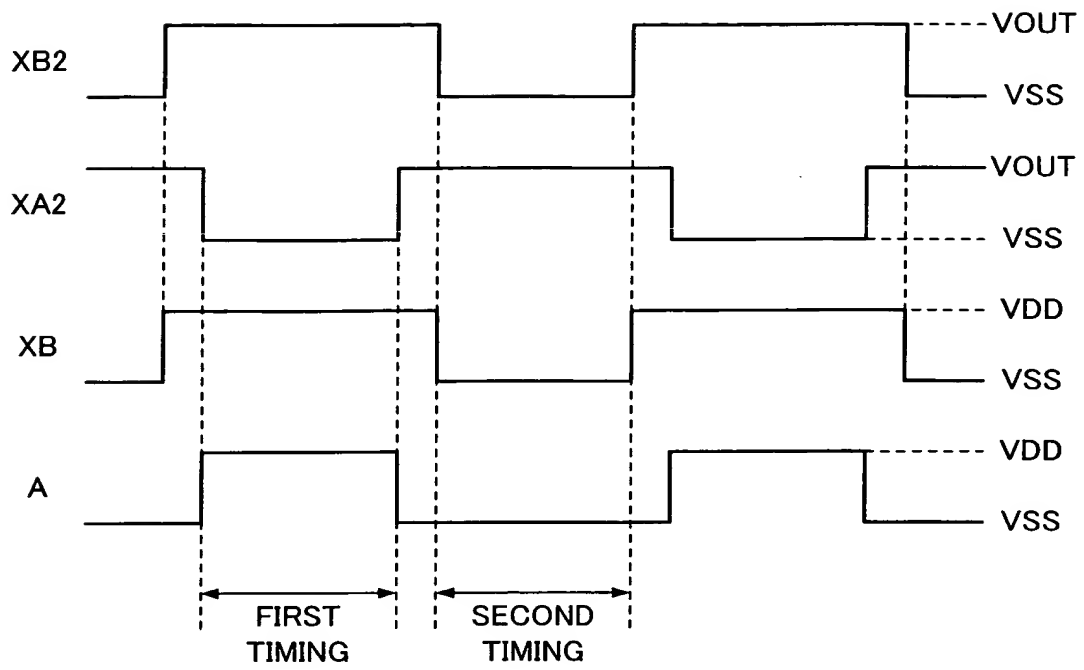 VOUT
XB2
VSS
VOUT
XA2
VSS
VDD
XB
VSS
VDD
A
VSS
FIRST
TIMING
SECOND
TIMING